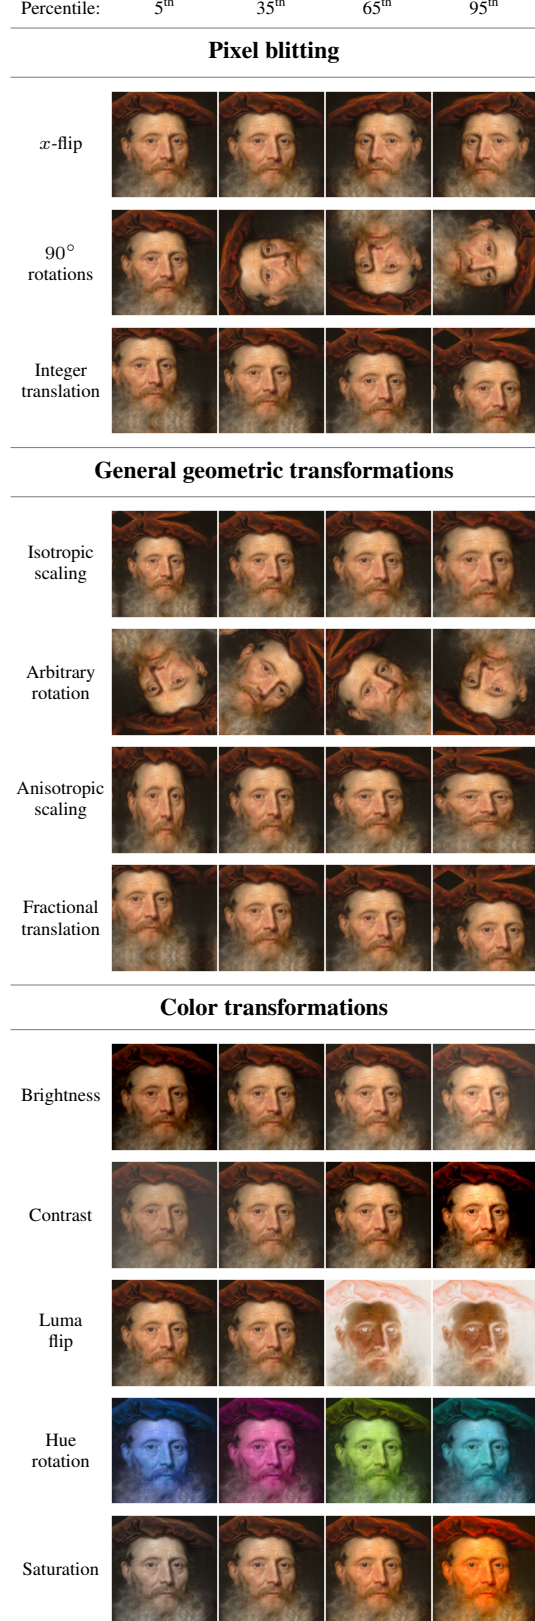 Percentile: 5th 35th 65th 95th
Pixel blitting
x-flip
90°
rotations
Integer
translation
General geometric transformations
Isotropic
scaling
Arbitrary
rotation
Anisotropic
scaling
Fractional
translation
Color transformations
Brightness
Contrast
Luma
flip
Hue
rotation
Saturation